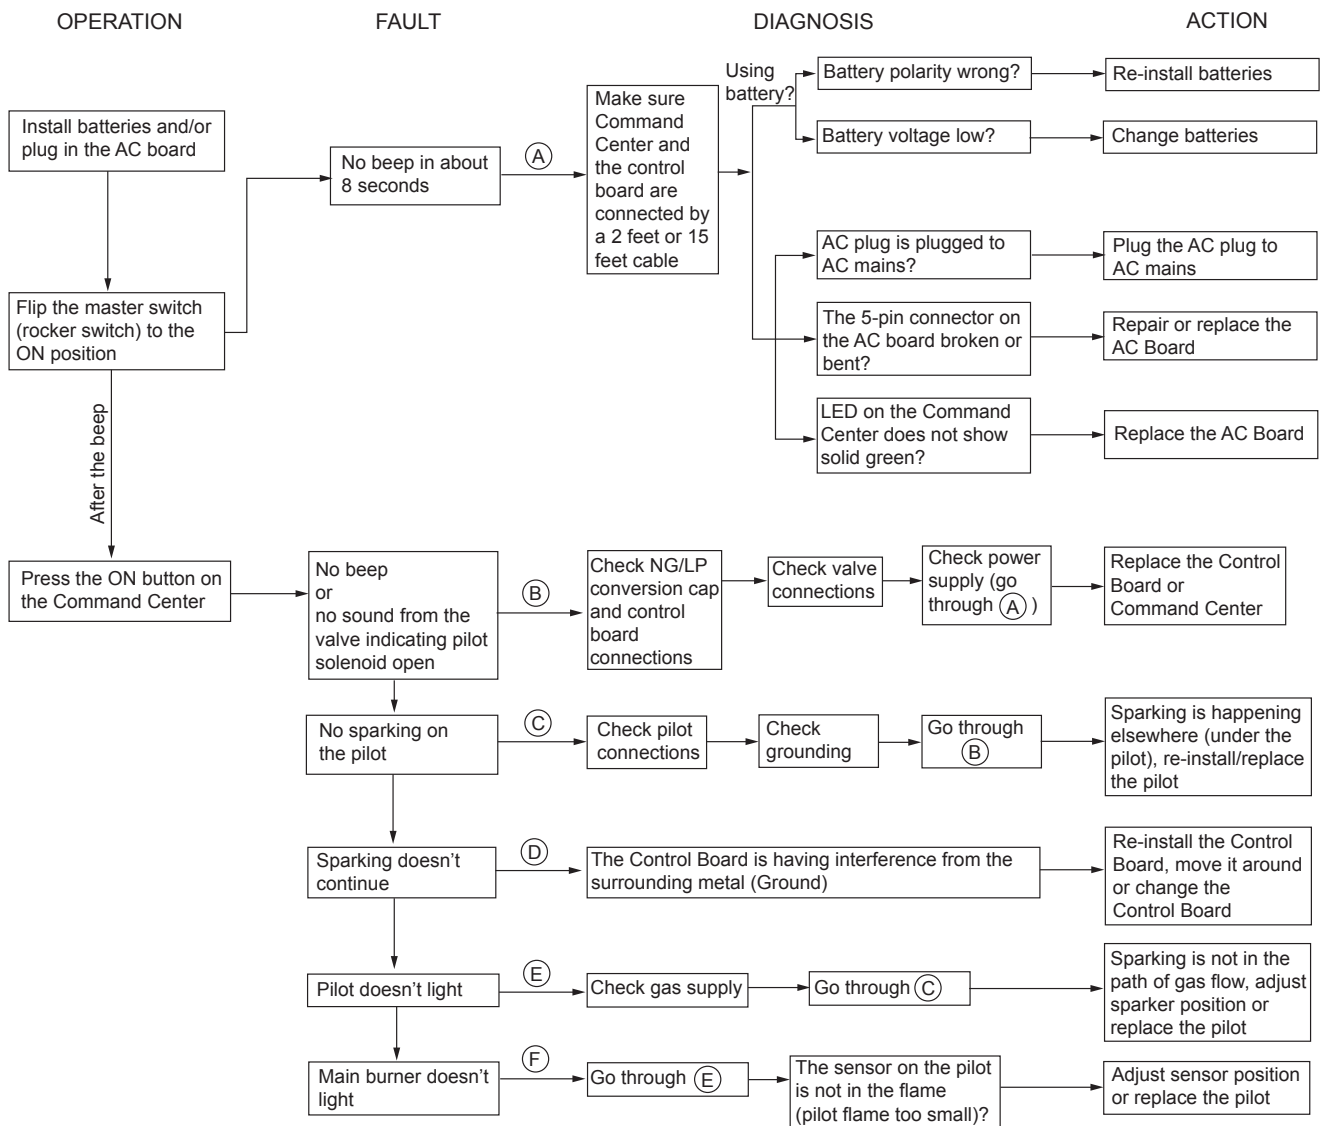 OPERATION
FAULT
DIAGNOSIS
ACTION
Install batteries and/or
plug in the AC board
Flip the master switch
(rocker switch) to the
ON position
No beep in about
8 seconds
A
Make sure
Command
Center and
the control
board are
connected by
a 2 feet or 15
feet cable
Using
battery?
Battery polarity wrong?
Re-install batteries
Battery voltage low?
Change batteries
AC plug is plugged to
AC mains?
Plug the AC plug to
AC mains
The 5-pin connector on
the AC board broken or
bent?
Repair or replace the
AC Board
LED on the Command
Center does not show
solid green?
Replace the AC Board
After the beep
Press the ON button on
the Command Center
No beep
or
no sound from the
valve indicating pilot
solenoid open
B
Check NG/LP
conversion cap
and control
board
connections
Check valve
connections
Check power
supply (go
through A )
Replace the Control
Board or
Command Center
No sparking on
the pilot
C
Check pilot
connections
Check
grounding
Go through
B
Sparking is happening
elsewhere (under the
pilot), re-install/replace
the pilot
Sparking doesn't
continue
D
The Control Board is having interference from the
surrounding metal (Ground)
Re-install the Control
Board, move it around
or change the
Control Board
Pilot doesn't light
E
Check gas supply
Go through C
Sparking is not in the
path of gas flow, adjust
sparker position or
replace the pilot
Main burner doesn't
light
F
Go through E
The sensor on the pilot
is not in the flame
(pilot flame too small)?
Adjust sensor position
or replace the pilot